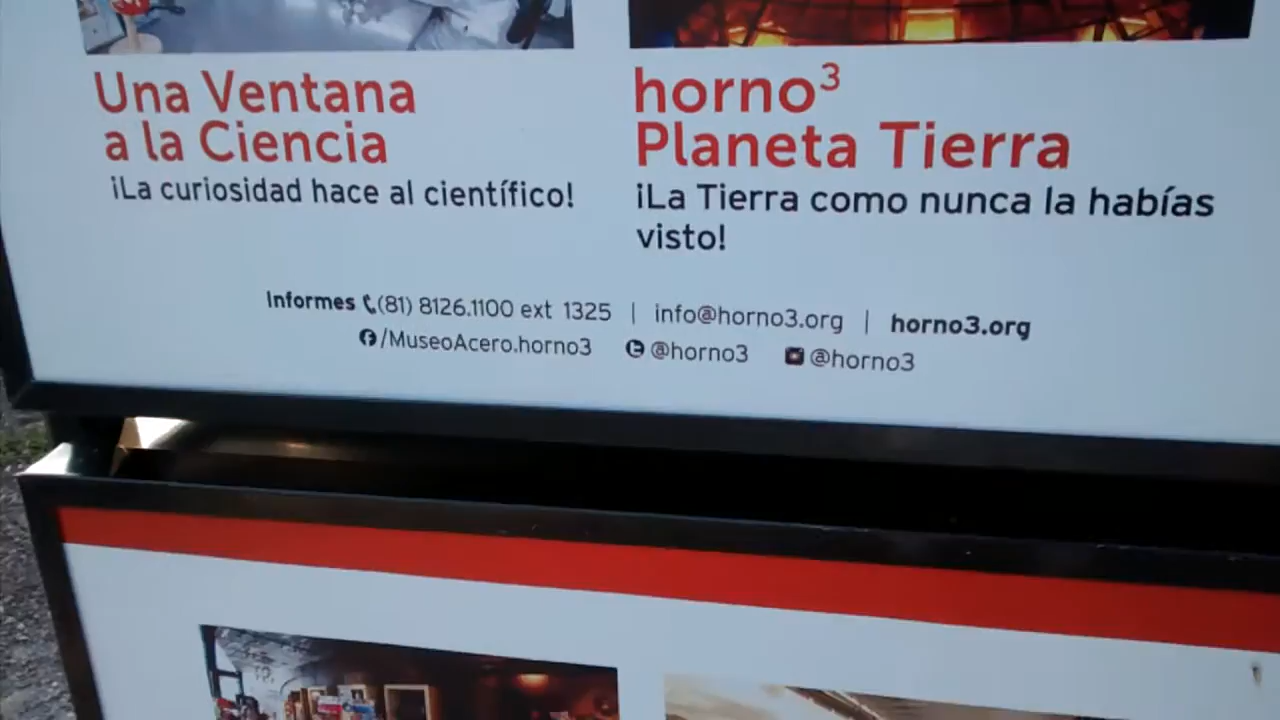 Una Ventana
a la Ciencia
¡La curiosidad hace al científico!
horno³
Planeta Tierra
¡La Tierra como nunca la habías
visto!
Informes (81) 8126.1100 ext 1325 | info@horno3.org | horno3.org
/MuseoAcero.horno3 @horno3 @horno3